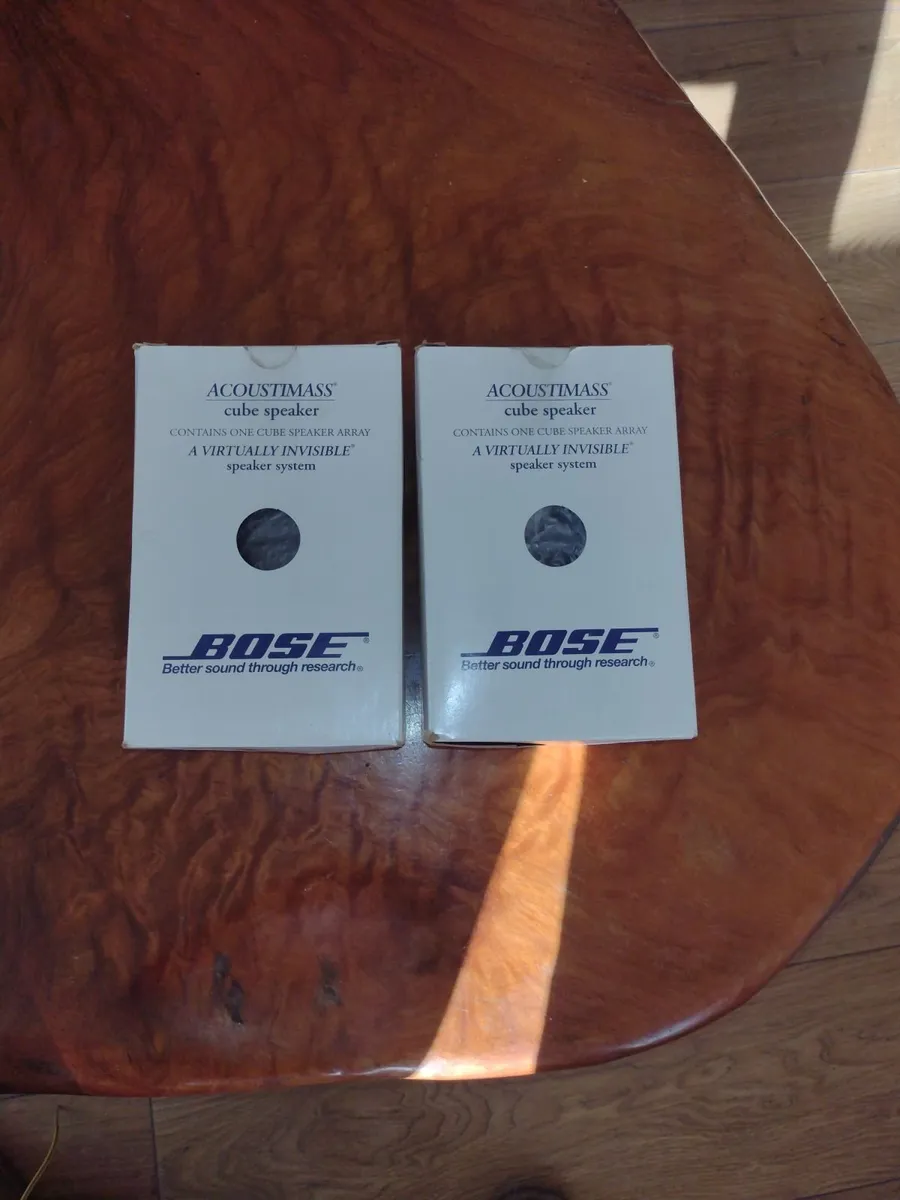 ACOUSTIMASS®
cube speaker
CONTAINS ONE CUBE SPEAKER ARRAY
A VIRTUALLY INVISIBLE®
speaker system
BOSE®
Better sound through research®
ACOUSTIMASS®
cube speaker
CONTAINS ONE CUBE SPEAKER ARRAY
A VIRTUALLY INVISIBLE®
speaker system
BOSE®
Better sound through research®